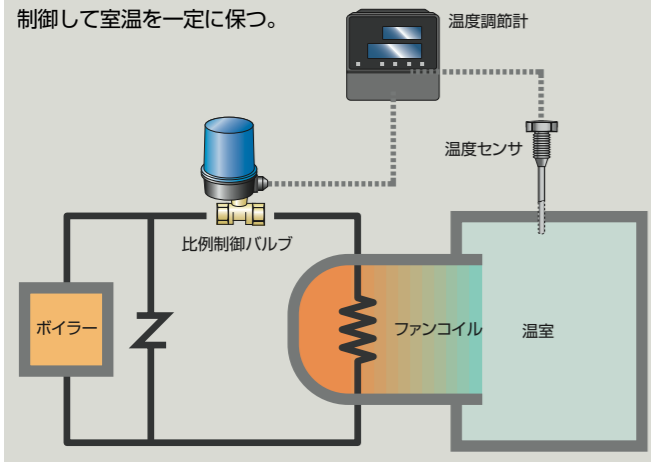 制御して室温を一定に保つ。
温度調節計
温度センサ
比例制御バルブ
ボイラー
ファンコイル
温室